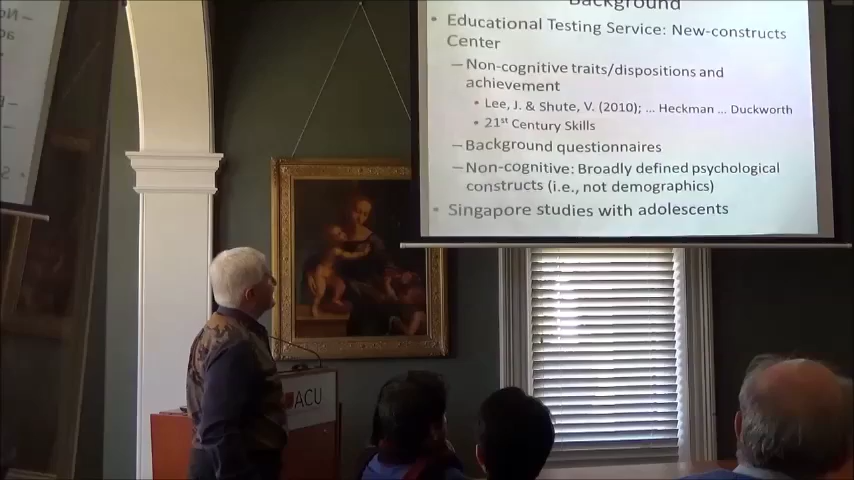 Background
• Educational Testing Service: New-constructs
Center
–Non-cognitive traits/dispositions and
achievement
• Lee, J. & Shute, V. (2010); ... Heckman ... Duckworth
• 21st Century Skills
–Background questionnaires
–Non-cognitive: Broadly defined psychological
constructs (i.e., not demographics)
• Singapore studies with adolescents
ACU